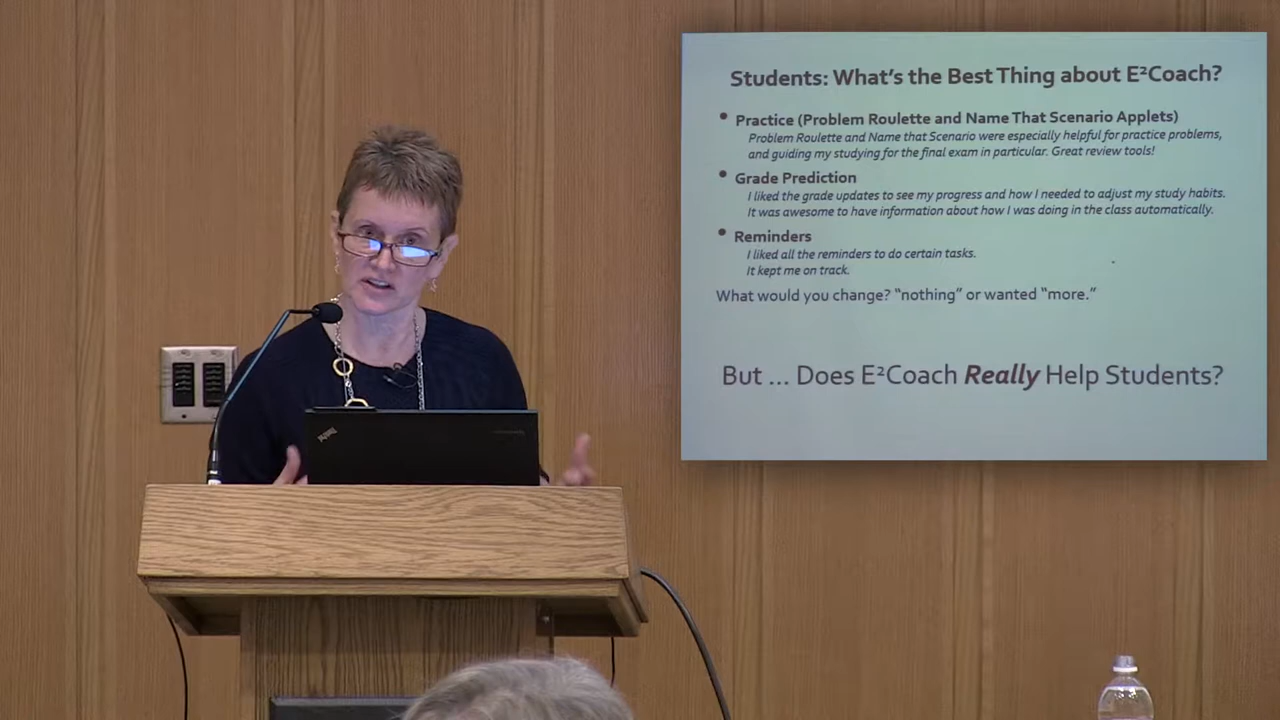 Students: What's the Best Thing about E²Coach?
• Practice (Problem Roulette and Name That Scenario Applets)
Problem Roulette and Name that Scenario were especially helpful for practice problems,
and guiding my studying for the final exam in particular. Great review tools!
• Grade Prediction
I liked the grade updates to see my progress and how I needed to adjust my study habits.
It was awesome to have information about how I was doing in the class automatically.
• Reminders
I liked all the reminders to do certain tasks.
It kept me on track.
What would you change? “nothing” or wanted “more.”
But ... Does E²Coach Really Help Students?
ThinkPad